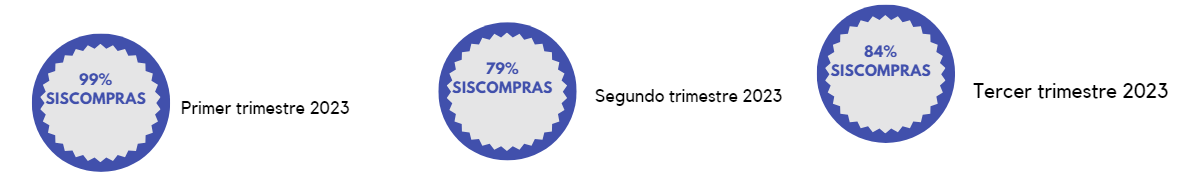 99%
SISCOMPRAS
Primer trimestre 2023
79%
SISCOMPRAS
Segundo trimestre 2023
84%
SISCOMPRAS
Tercer trimestre 2023